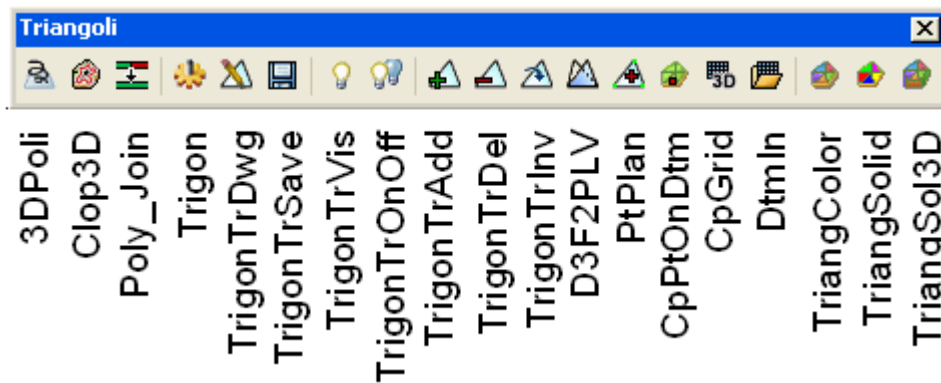 Triangoli
3D
3DPoli
Clop3D
Poly_Join
Trigon
TrigonTrDwg
TrigonTrSave
TrigonTrVis
TrigonTrOnOff
TrigonTrAdd
TrigonTrDel
TrigonTrInv
D3F2PLV
PtPlan
CpPtOnDtm
CpGrid
DtmIn
TriangColor
TriangSolid
TriangSol3D